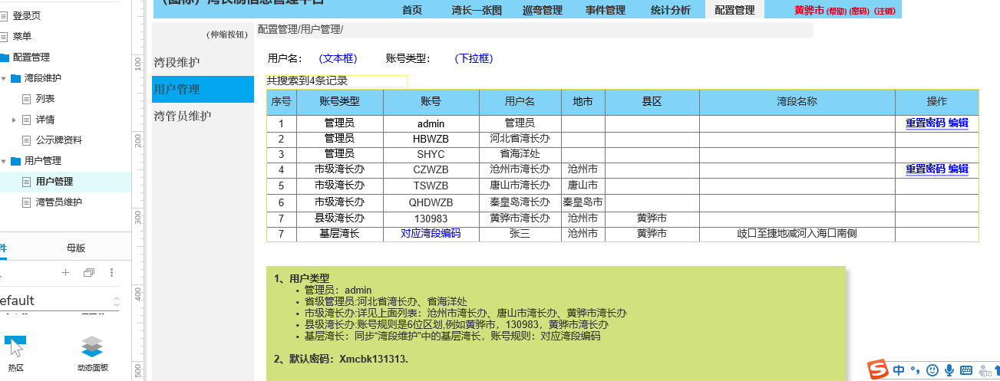 登录页
菜单
配置管理
湾段维护
列表
详情
公示牌资料
用户管理
用户管理
湾管员维护
母版
efault
热区
动态面板
100
200
300
400
500
(图标) 湾长制信息管理平台
首页 湾长一张图 巡弯管理 事件管理 统计分析 配置管理 黄骅市 (帮助) (密码) (注销)
(伸缩按钮)
湾段维护
用户管理
湾管员维护
配置管理/用户管理/
用户名: (文本框) 账号类型: (下拉框)
共搜索到4条记录
序号 账号类型 账号 用户名 地市 县区 湾段名称 操作
1 管理员 admin 管理员 重置密码 编辑
2 管理员 HBWZB 河北省湾长办
3 管理员 SHYC 省海洋处
4 市级湾长办 CZWZB 沧州市湾长办 沧州市 重置密码 编辑
5 市级湾长办 TSWZB 唐山市湾长办 唐山市
6 市级湾长办 QHDWZB 秦皇岛湾长办 秦皇岛市
7 县级湾长办 130983 黄骅市湾长办 沧州市 黄骅市
7 基层湾长 对应湾段编码 张三 沧州市 黄骅市 歧口至捷地减河入海口南侧
1、用户类型
• 管理员：admin
• 省级管理员:河北省湾长办、省海洋处
• 市级湾长办:详见上面列表：沧州市湾长办、唐山市湾长办、黄骅市湾长办
• 县级湾长办:账号规则是6位区划,例如黄骅市，130983，黄骅市湾长办
• 基层湾长：同步“湾段维护”中的基层湾长，账号规则：对应湾段编码
2、默认密码：Xmcbk131313.
中